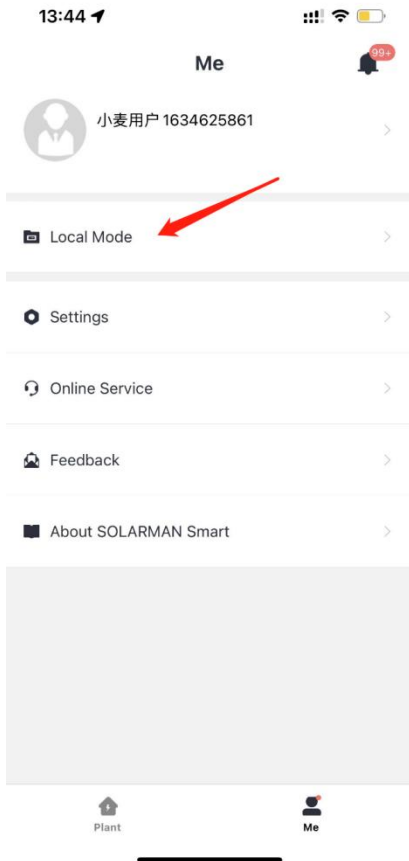 13:44
Me
99+
小麦用户 1634625861
Local Mode
Settings
Online Service
Feedback
About SOLARMAN Smart
Plant
Me